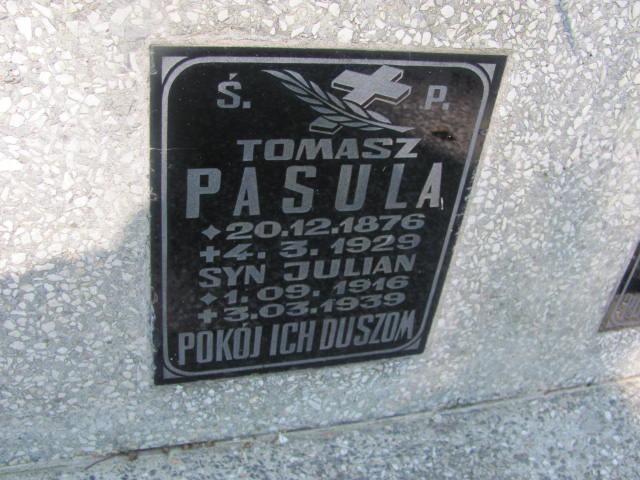 Ś. P.
TOMASZ
PASULA
✦20.12.1876
+4. 3. 1929
SYN JULIAN
✦1. 09. 1916
+3.03.1939
POKÓJ ICH DUSZOM